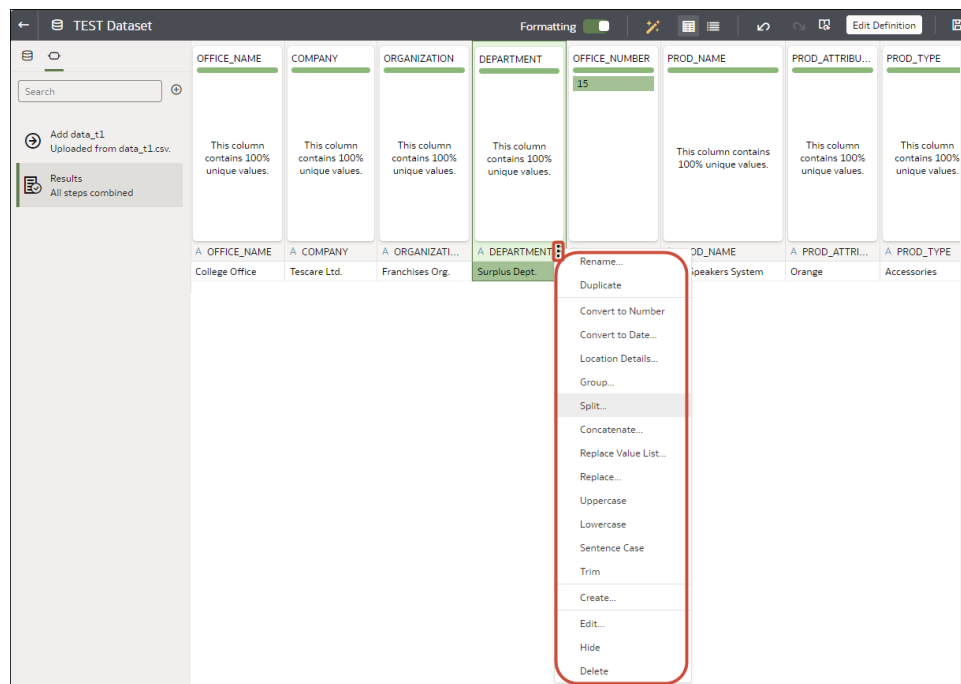 TEST Dataset
Formatting
Edit Definition
Search
Add data_t1
Uploaded from data_t1.csv.
Results
All steps combined
OFFICE_NAME
COMPANY
ORGANIZATION
DEPARTMENT
OFFICE_NUMBER
PROD_NAME
PROD_ATTRIBU...
PROD_TYPE
15
This column
contains 100%
unique values.
This column
contains 100%
unique values.
This column
contains 100%
unique values.
This column
contains 100%
unique values.
This column contains
100% unique values.
This column
contains 100%
unique values.
This column
contains 100%
unique values.
A OFFICE_NAME
A COMPANY
A ORGANIZATI...
A DEPARTMENT
OD_NAME
A PROD_ATTRI...
A PROD_TYPE
College Office
Tescare Ltd.
Franchises Org.
Surplus Dept.
Speakers System
Orange
Accessories
Rename...
Duplicate
Convert to Number
Convert to Date...
Location Details...
Group...
Split...
Concatenate...
Replace Value List...
Replace...
Uppercase
Lowercase
Sentence Case
Trim
Create...
Edit...
Hide
Delete